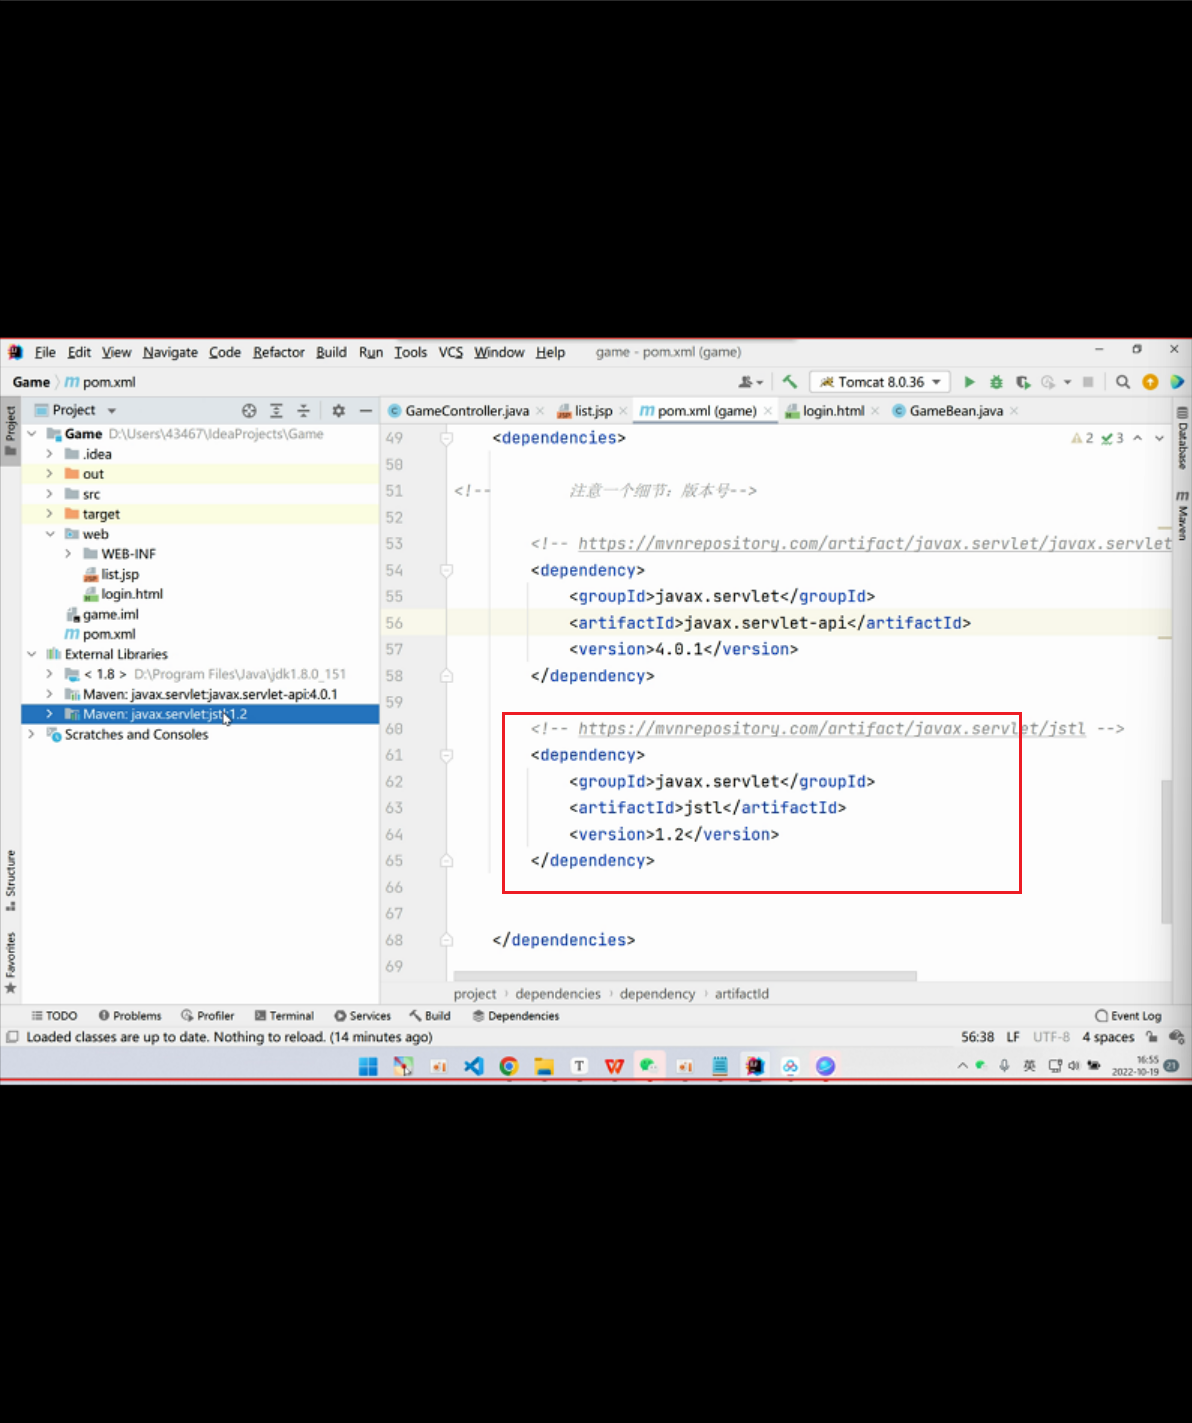 File Edit View Navigate Code Refactor Build Run Tools VCS Window Help game - pom.xml (game)
Game pom.xml Tomcat 8.0.36
Project
Project
GameController.java list.jsp pom.xml (game) login.html GameBean.java
Game D:\Users\43467\IdeaProjects\Game
.idea
out
src
target
web
WEB-INF
list.jsp
login.html
game.iml
pom.xml
External Libraries
< 1.8 > D:\Program Files\Java\jdk1.8.0_151
Maven: javax.servlet:javax.servlet-api:4.0.1
Maven: javax.servlet:jstl:1.2
Scratches and Consoles
Structure
Favorites
49 <dependencies>
2 3
50
51 <!-- 注意一个细节：版本号-->
52
53 <!-- https://mvnrepository.com/artifact/javax.servlet/javax.servlet
54 <dependency>
55 <groupId>javax.servlet</groupId>
56 <artifactId>javax.servlet-api</artifactId>
57 <version>4.0.1</version>
58 </dependency>
59
60 <!-- https://mvnrepository.com/artifact/javax.servlet/jstl -->
61 <dependency>
62 <groupId>javax.servlet</groupId>
63 <artifactId>jstl</artifactId>
64 <version>1.2</version>
65 </dependency>
66
67
68 </dependencies>
69
Database
Maven
project dependencies dependency artifactId
TODO Problems Profiler Terminal Services Build Dependencies Event Log
Loaded classes are up to date. Nothing to reload. (14 minutes ago) 56:38 LF UTF-8 4 spaces
英 16:55
2022-10-19 21